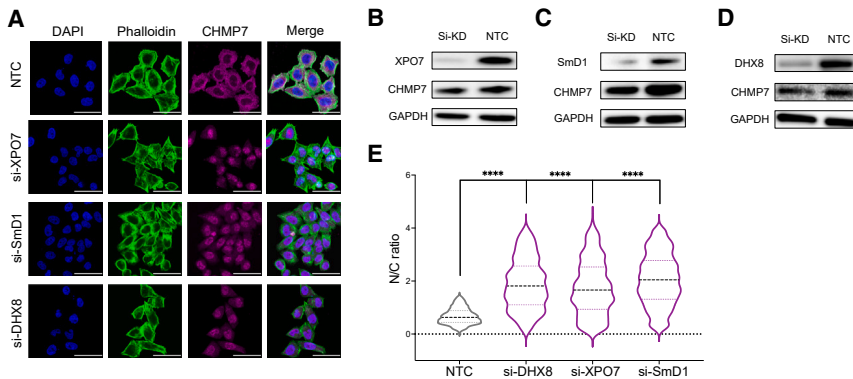 A
DAPI Phalloidin CHMP7 Merge
NTC
si-XPO7
si-SmD1
si-DHX8
B
Si-KD NTC
XPO7
CHMP7
GAPDH
C
Si-KD NTC
SmD1
CHMP7
GAPDH
D
Si-KD NTC
DHX8
CHMP7
GAPDH
E
**** **** ****
6
4
2
0
N/C ratio
NTC si-DHX8 si-XPO7 si-SmD1